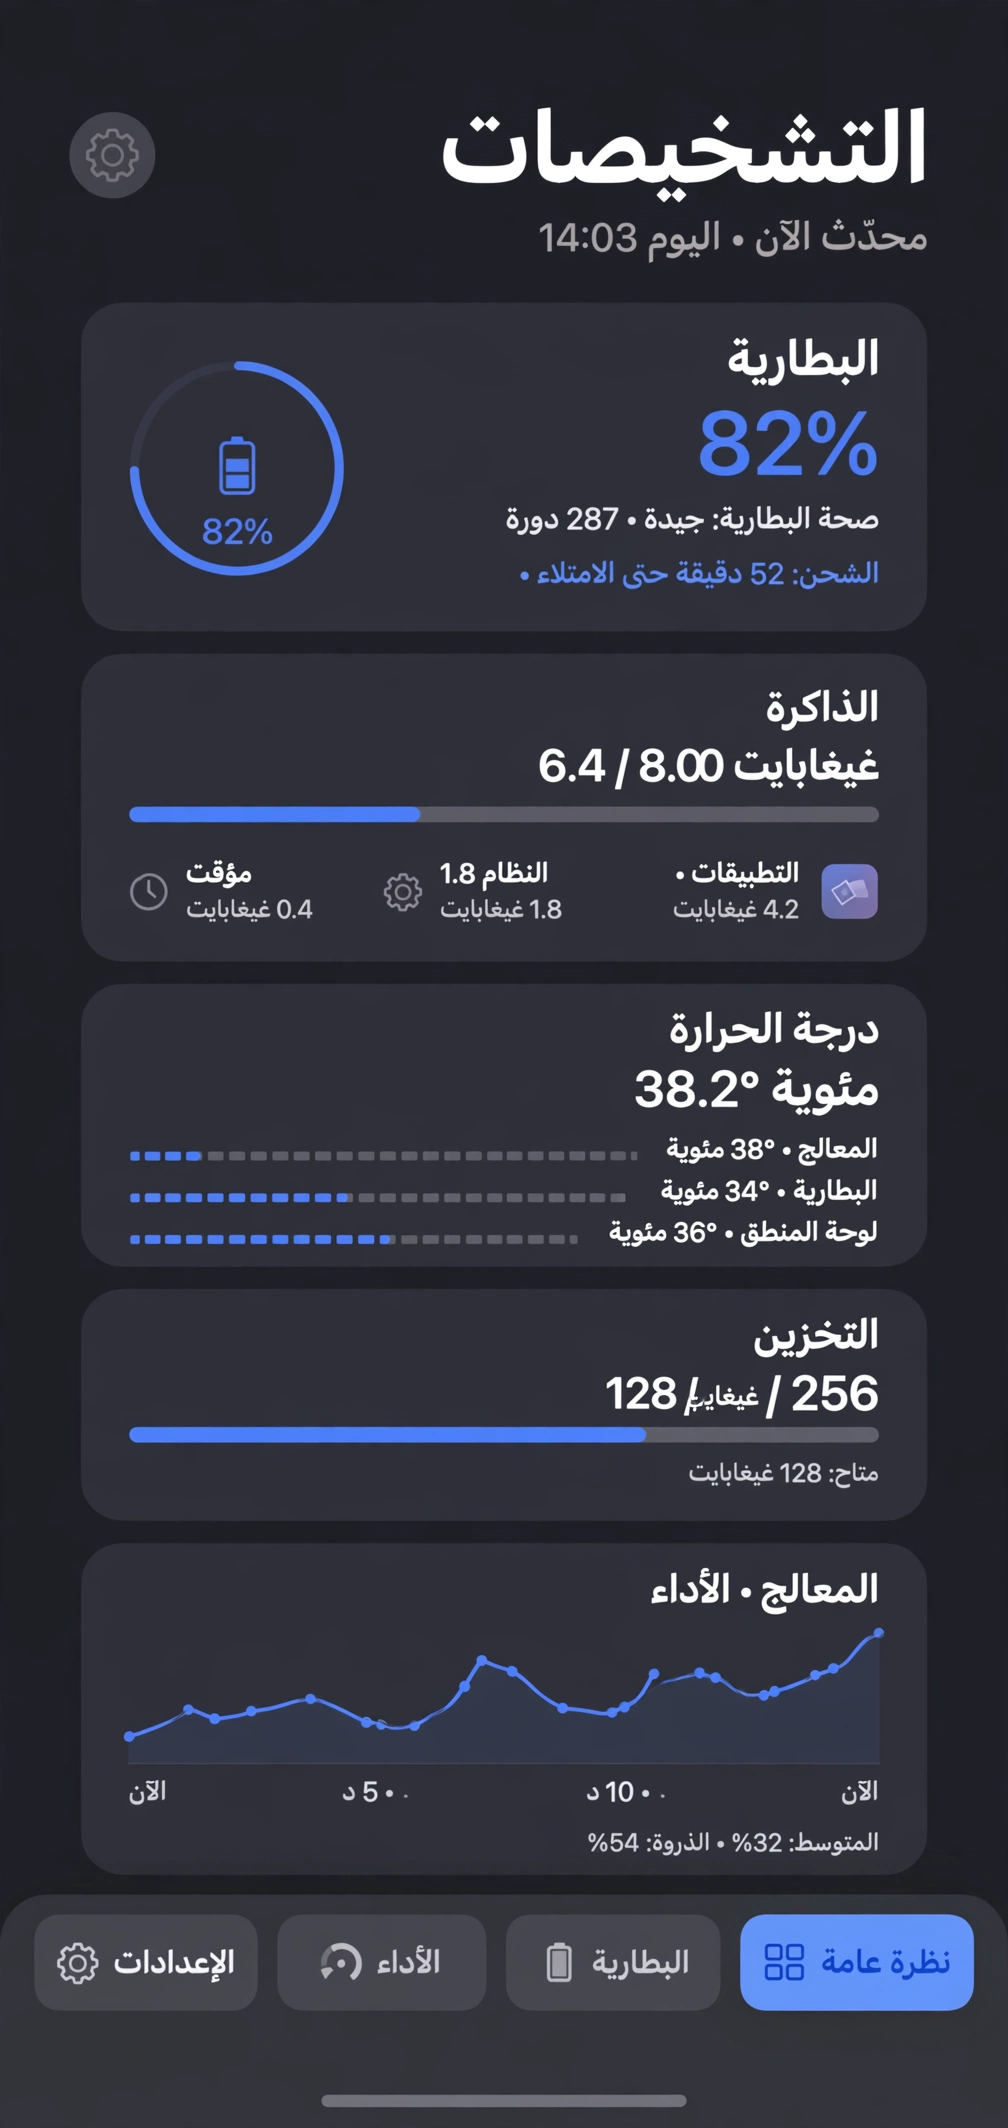 التشخيصات
محدّث الآن • اليوم 14:03
البطارية
82%
صحة البطارية: جيدة • 287 دورة
الشحن: 52 دقيقة حتى الامتلاء •
82%
الذاكرة
غيغابايت 6.4 / 8.00
التطبيقات •
4.2 غيغابايت
النظام 1.8
1.8 غيغابايت
مؤقت
0.4 غيغابايت
درجة الحرارة
مئوية 38.2°
المعالج • 38° مئوية
البطارية • 34° مئوية
لوحة المنطق • 36° مئوية
التخزين
256 / / 128
متاح: 128 غيغابايت
المعالج • الأداء
الآن
10 د
5 د
الآن
المتوسط: 32% • الذروة: 54%
نظرة عامة
البطارية
الأداء
الإعدادات